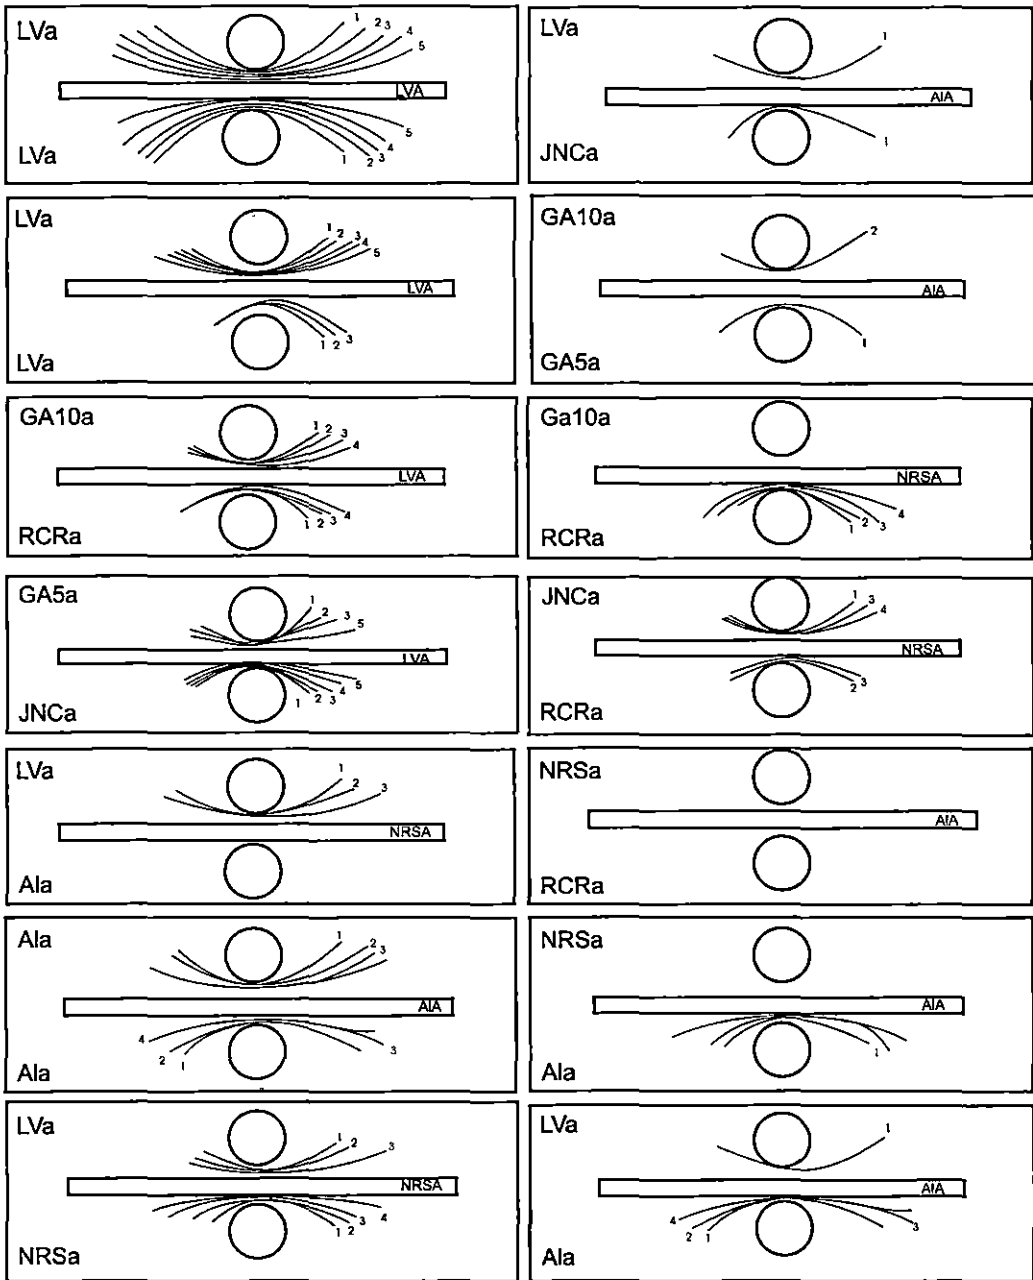 LVa
1 2 3 4 5
LVA
5 4 3 2 1
LVa
LVa
1
AIA
1
JNCa
LVa
1 2 3 4 5
LVA
1 2 3
LVa
GA10a
2
AIA
1
GA5a
GA10a
1 2 3 4
LVA
1 2 3 4
RCRa
Ga10a
NRSA
1 2 3 4
RCRa
GA5a
1 2 3 5
LVA
1 2 3 4 5
JNCa
JNCa
1 3 4
NRSA
2 3
RCRa
LVa
1 2 3
NRSA
Ala
NRSa
AIA
RCRa
Ala
1 2 3
AIA
4 2 1 3
Ala
NRSa
AIA
1
Ala
LVa
1 2 3
NRSA
1 2 3 4
NRSa
LVa
1
AIA
4 2 1 3
Ala